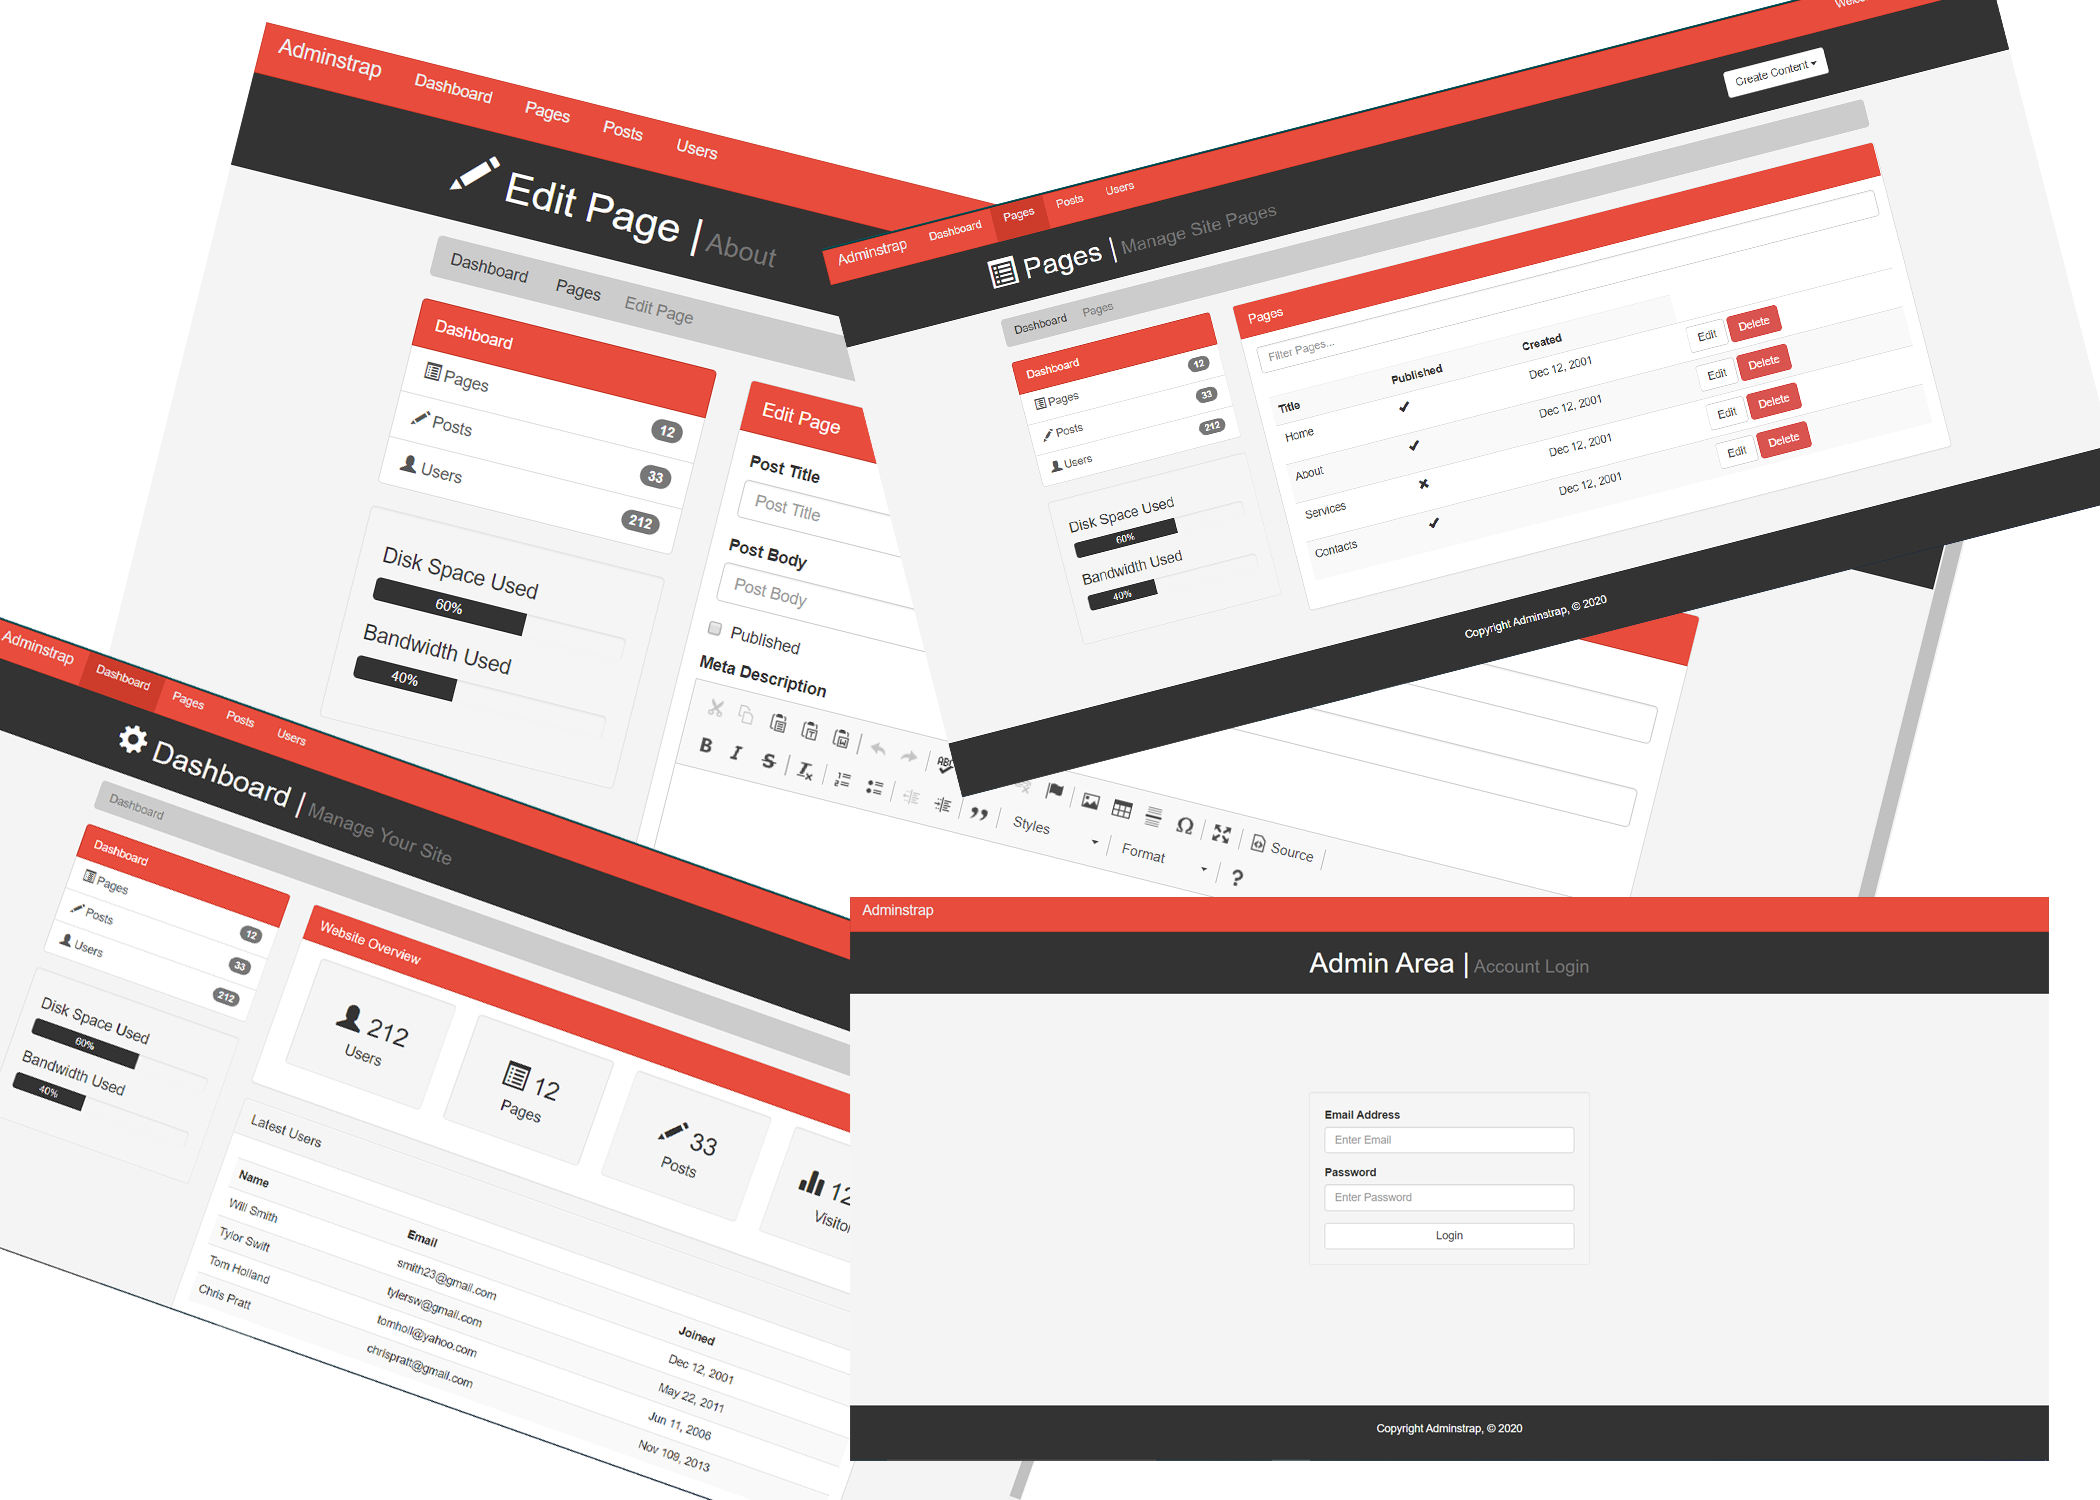 Adminstrap Dashboard Pages Posts Users
Edit Page | About
Dashboard Pages Edit Page
Dashboard
Pages 12
Posts 33
Users 212
Disk Space Used
60%
Bandwidth Used
40%
Edit Page
Post Title
Post Title
Post Body
Post Body
Published
Meta Description
B I S Tx
Styles Format ?
Source
Adminstrap Dashboard Pages Posts Users
Create Content
Pages | Manage Site Pages
Dashboard Pages
Dashboard
Pages 12
Posts 33
Users 212
Disk Space Used
60%
Bandwidth Used
40%
Pages
Filter Pages...
Title Published Created
Home Dec 12, 2001 Edit Delete
About Dec 12, 2001 Edit Delete
Services Dec 12, 2001 Edit Delete
Contacts Dec 12, 2001 Edit Delete
Copyright Adminstrap, © 2020
Adminstrap Dashboard Pages Posts Users
Dashboard | Manage Your Site
Dashboard
Dashboard
Pages 12
Posts 33
Users 212
Disk Space Used
60%
Bandwidth Used
40%
Website Overview
212
Users
12
Pages
33
Posts
Latest Users
Name Email Joined
Will Smith smith23@gmail.com Dec 12, 2001
Tylor Swift tylersw@gmail.com May 22, 2011
Tom Holland tomholl@yahoo.com Jun 11, 2006
Chris Pratt chrispratt@gmail.com Nov 109, 2013
Adminstrap
Admin Area | Account Login
Email Address
Enter Email
Password
Enter Password
Login
Copyright Adminstrap, © 2020